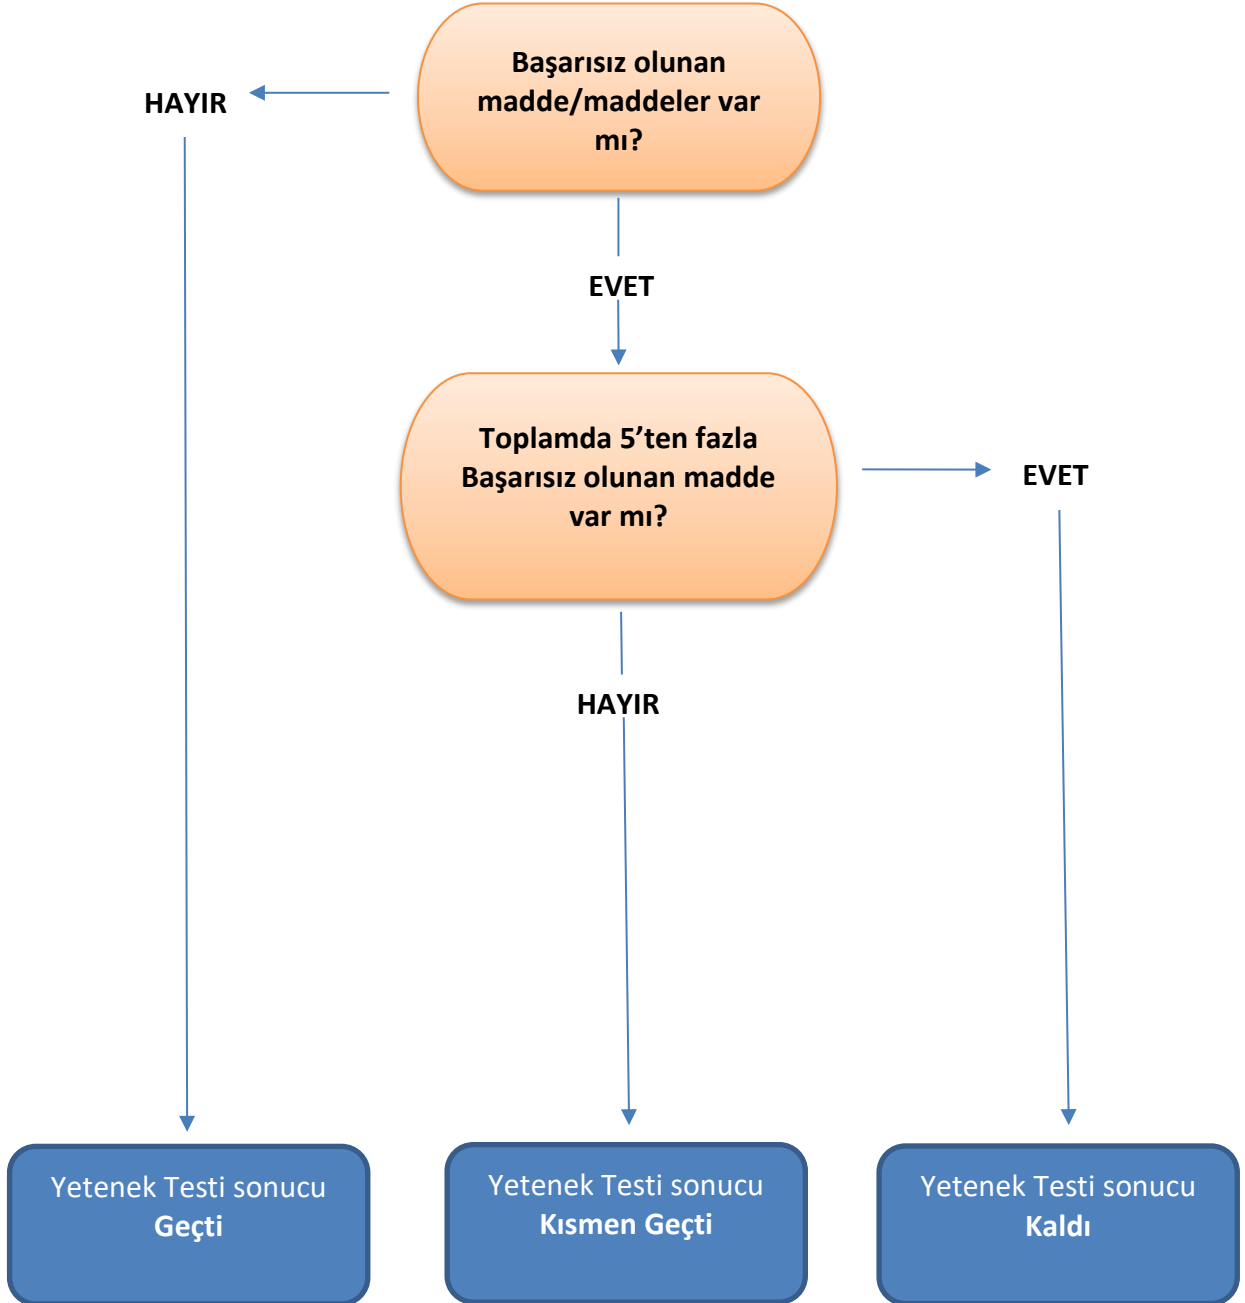 Başarısız olunan
madde/maddeler var
mı?
HAYIR
EVET
Toplamda 5’ten fazla
Başarısız olunan madde
var mı?
EVET
HAYIR
Yetenek Testi sonucu
Geçti
Yetenek Testi sonucu
Kısmen Geçti
Yetenek Testi sonucu
Kaldı